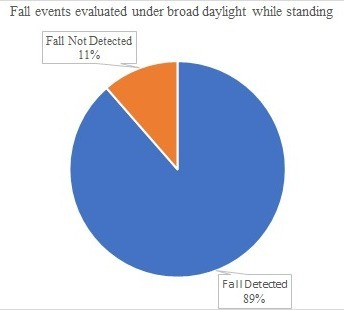 Fall events evaluated under broad daylight while standing
Fall Not Detected
11%
Fall Detected
89%